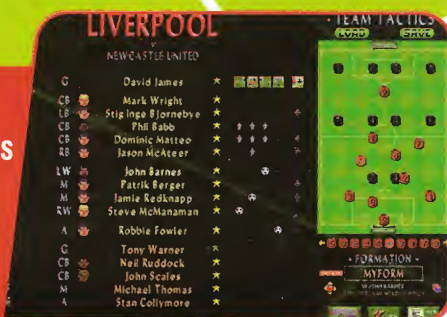 LIVERPOOL
V
NEWCASTLE UNITED
G David James
CB Mark Wright
LB Stig Inge Bjornebye
CB Phil Babb
CB Dominic Matteo
RB Jason McAteer
LW John Barnes
M Patrik Berger
M Jamie Redknapp
RW Steve McManaman
A Robbie Fowler
G Tony Warner
CB Neil Ruddock
CB John Scales
M Michael Thomas
A Stan Collymore
- TEAM TACTICS
LOAD SAVE
- FORMATION -
MYFORM
S